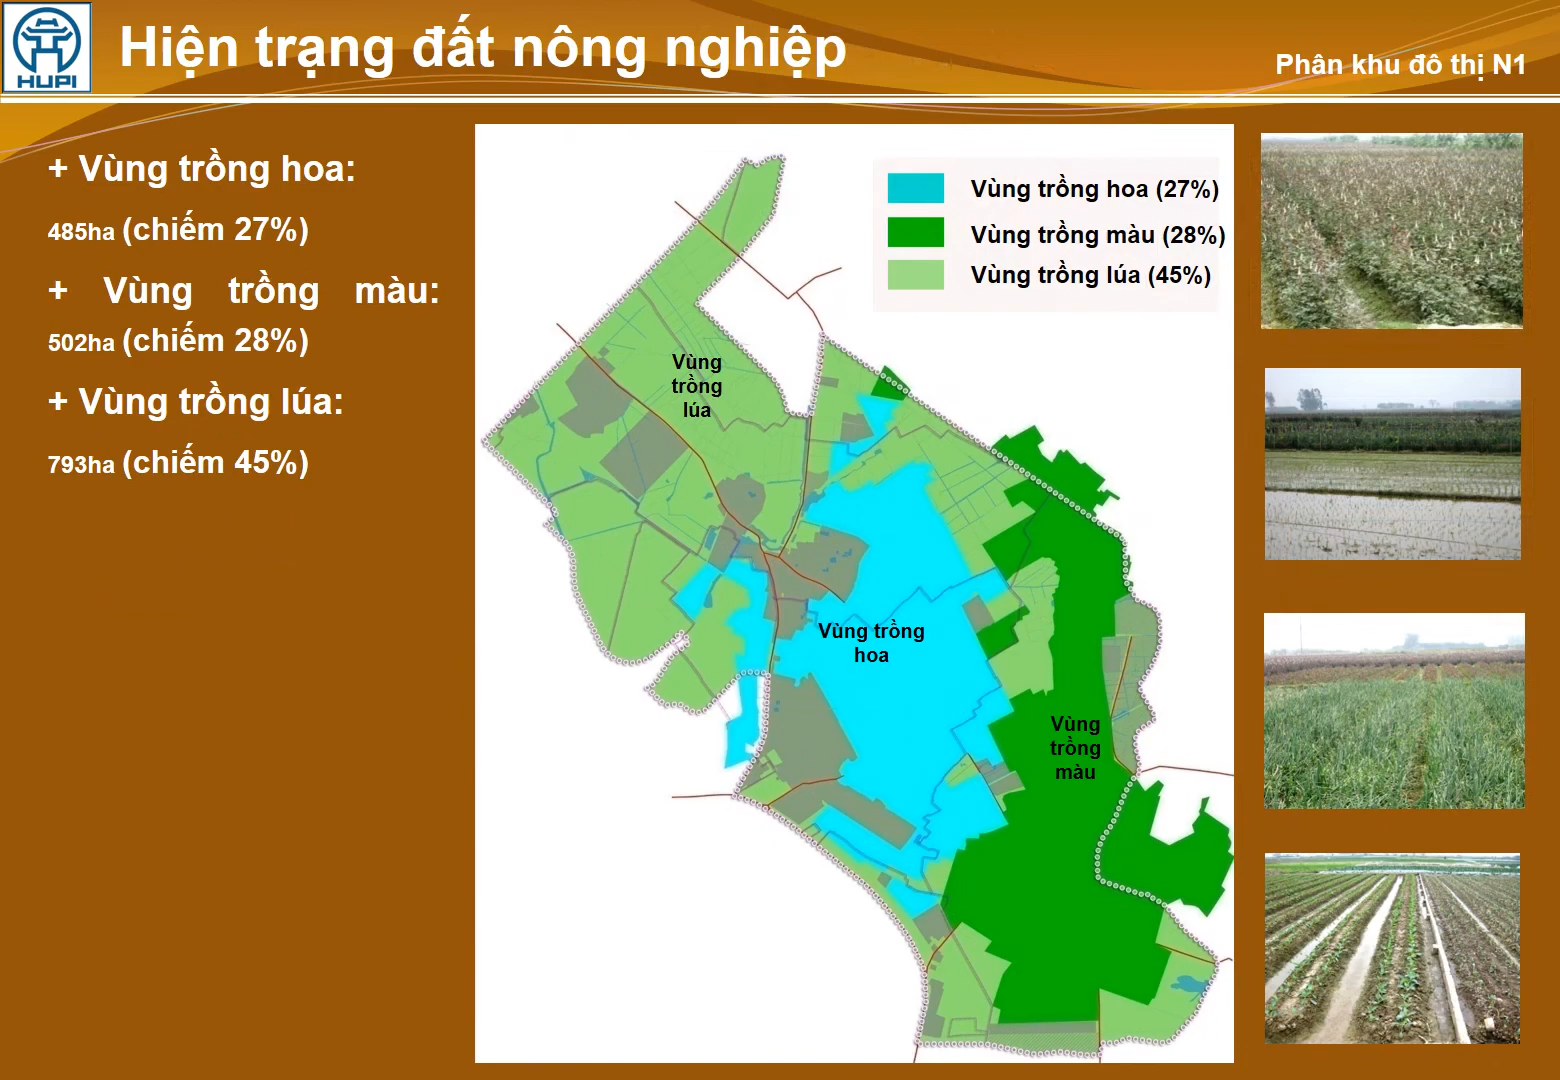 HUPI
Hiện trạng đất nông nghiệp
Phân khu đô thị N1
+ Vùng trồng hoa:
485ha (chiếm 27%)
+ Vùng trồng màu:
502ha (chiếm 28%)
+ Vùng trồng lúa:
793ha (chiếm 45%)
Vùng trồng hoa (27%)
Vùng trồng màu (28%)
Vùng trồng lúa (45%)
Vùng
trồng
lúa
Vùng trồng
hoa
Vùng
trồng
màu